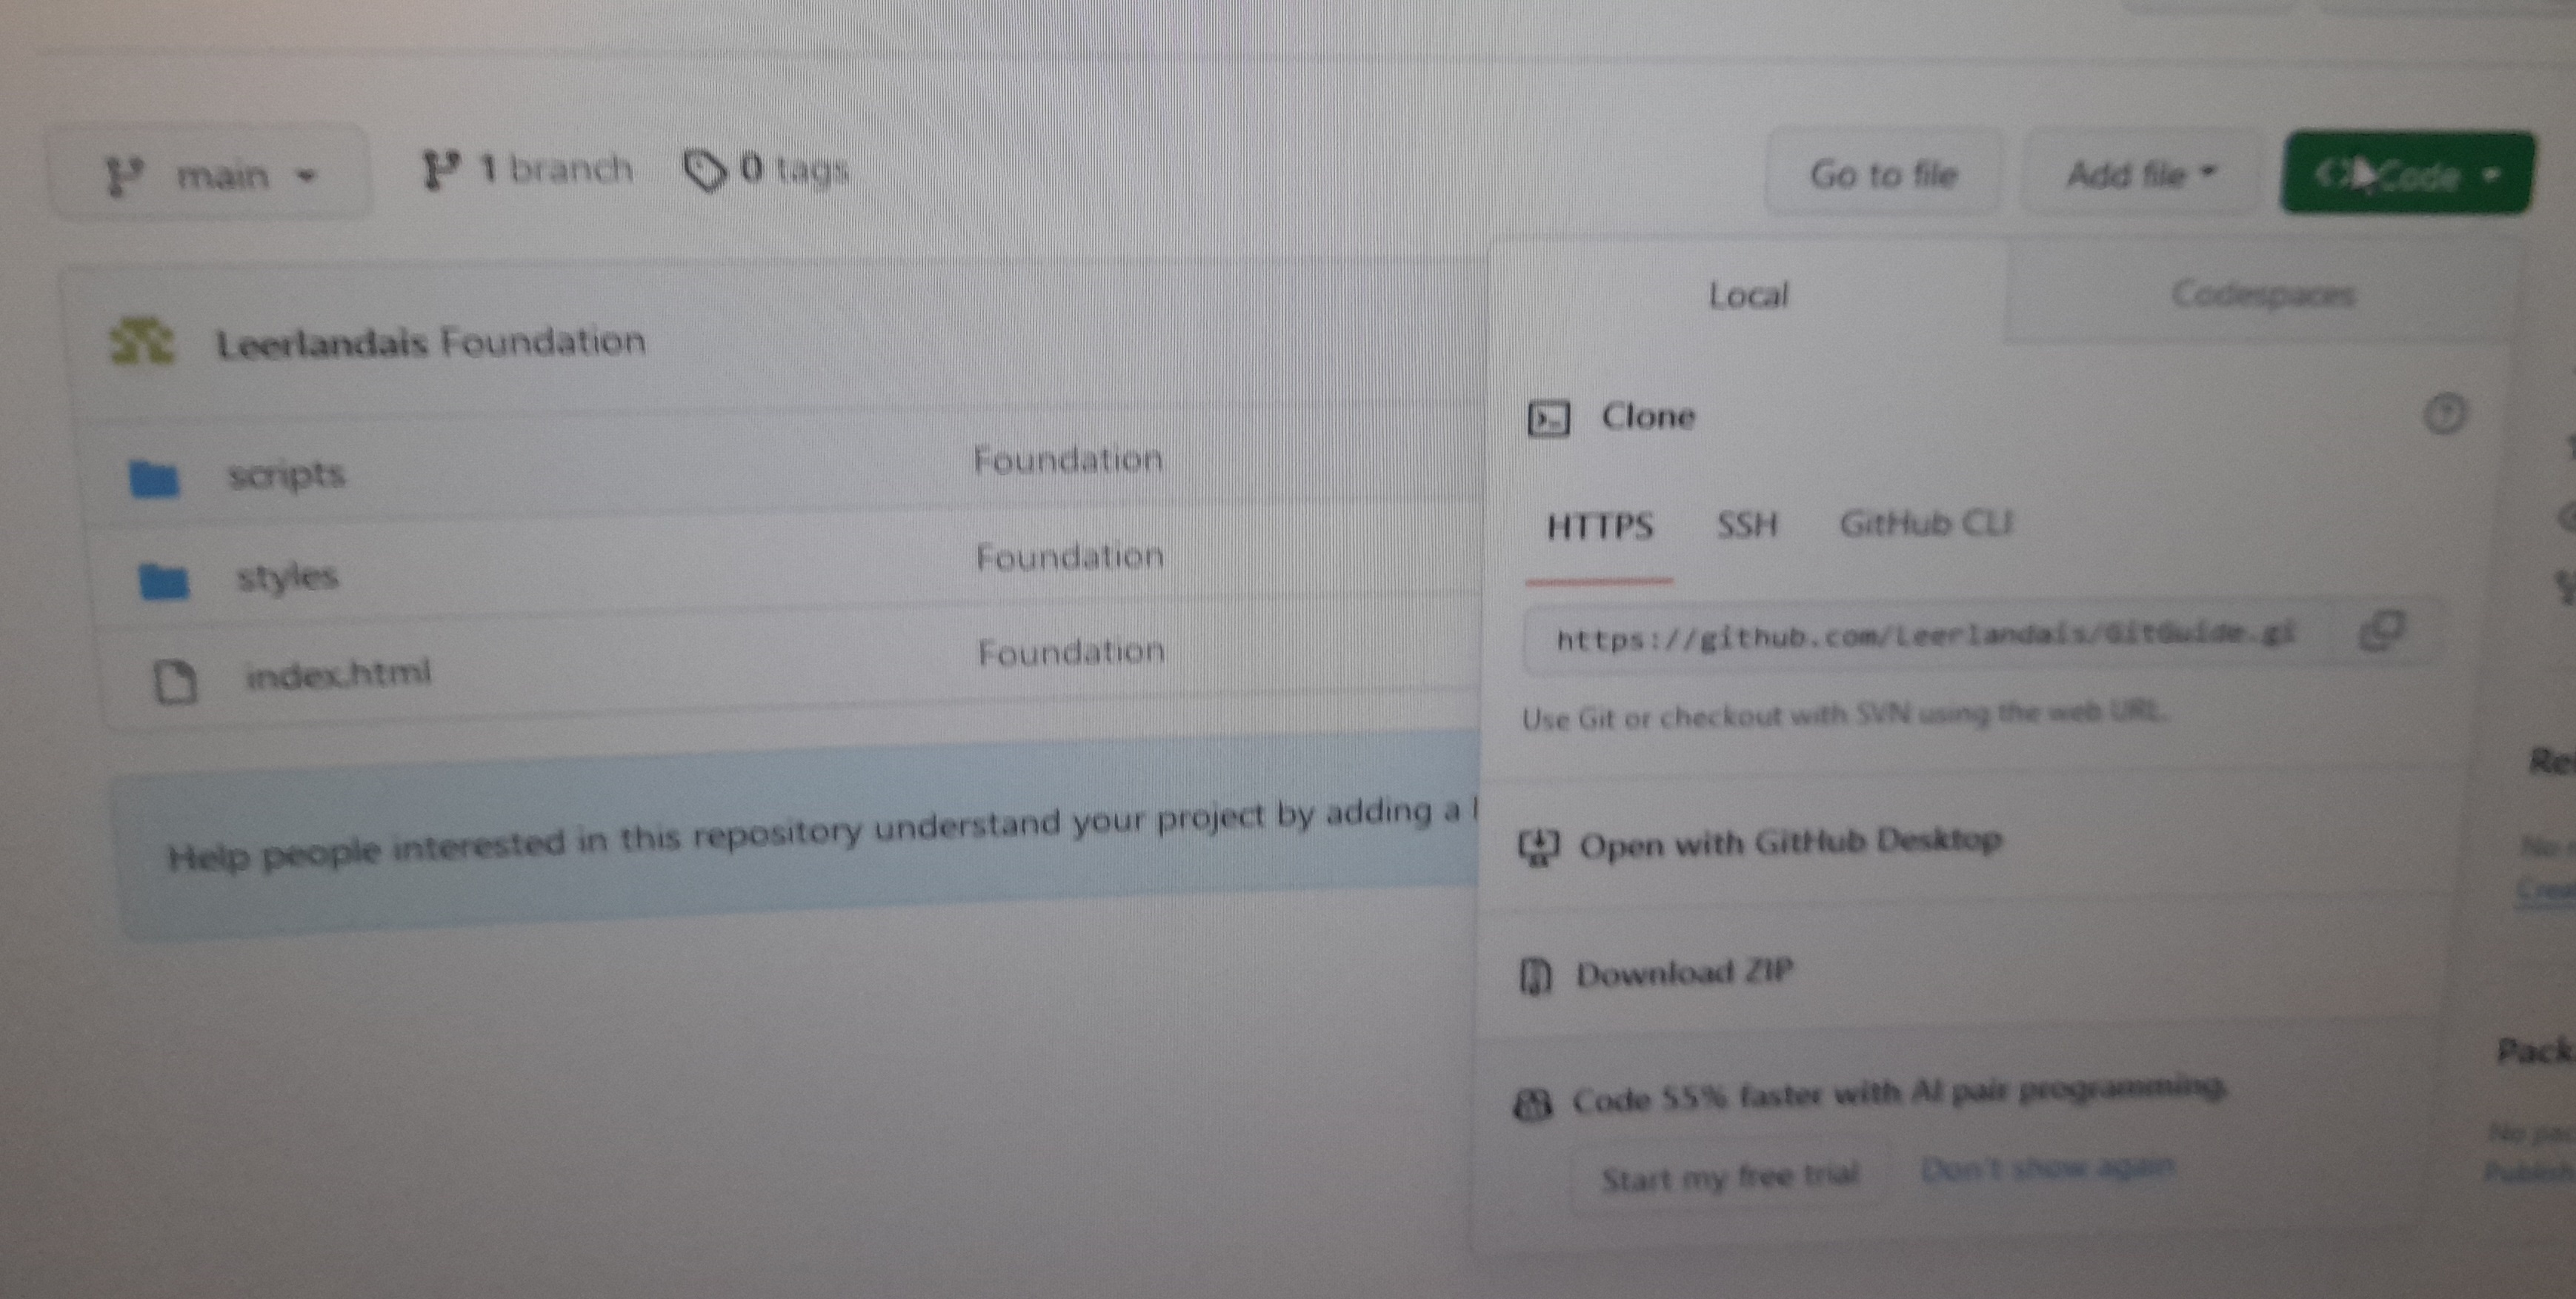 main
1 branch
0 tags
Go to file
Add file
Code
Leerlandais Foundation
scripts
Foundation
styles
Foundation
index.html
Foundation
Help people interested in this repository understand your project by adding a
Local
Codespaces
Clone
HTTPS
SSH
GitHub CLI
https://github.com/Leerlandais/GitGuide.gi
Use Git or checkout with SVN using the web URL.
Open with GitHub Desktop
Download ZIP
Code 55% faster with AI pair programming.
Start my free trial
Don't show again